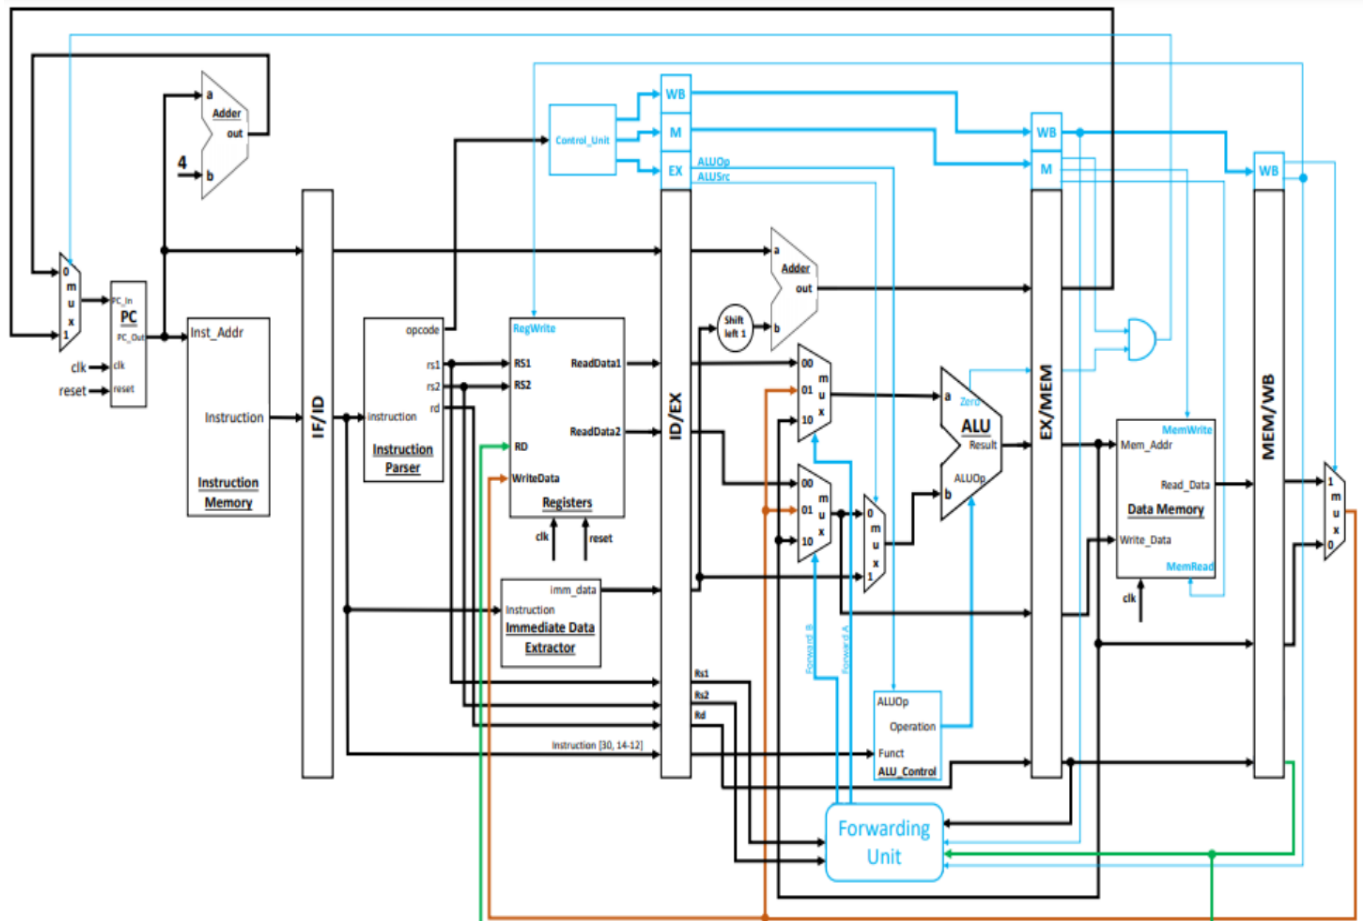 a
Adder
out
4
b
0
m
u
x
1
PC_In
PC
PC_Out
clk
clk
reset
reset
Inst_Addr
Instruction
Instruction
Memory
IF/ID
opcode
rs1
rs2
rd
instruction
Instruction
Parser
Control_Unit
WB
M
EX
ALUOp
ALUSrc
RegWrite
RS1
ReadData1
RS2
ReadData2
RD
WriteData
Registers
clk
reset
imm_data
Instruction
Immediate Data
Extractor
Instruction [30, 14-12]
ID/EX
Rs1
Rs2
Rd
a
Adder
out
b
Shift
left 1
00
01
10
m
u
x
00
01
10
m
u
x
0
m
u
x
1
a
Zero
ALU
Result
ALUOp
b
Forward B
Forward A
ALUOp
Operation
Funct
ALU_Control
Forwarding
Unit
WB
M
EX/MEM
MemWrite
Mem_Addr
Read_Data
Data Memory
Write_Data
MemRead
clk
WB
MEM/WB
1
m
u
x
0